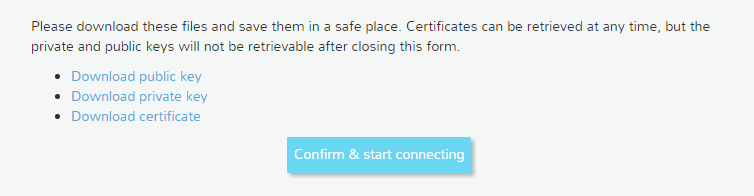 Please download these files and save them in a safe place. Certificates can be retrieved at any time, but the
private and public keys will not be retrievable after closing this form.
Download public key
Download private key
Download certificate
Confirm & start connecting